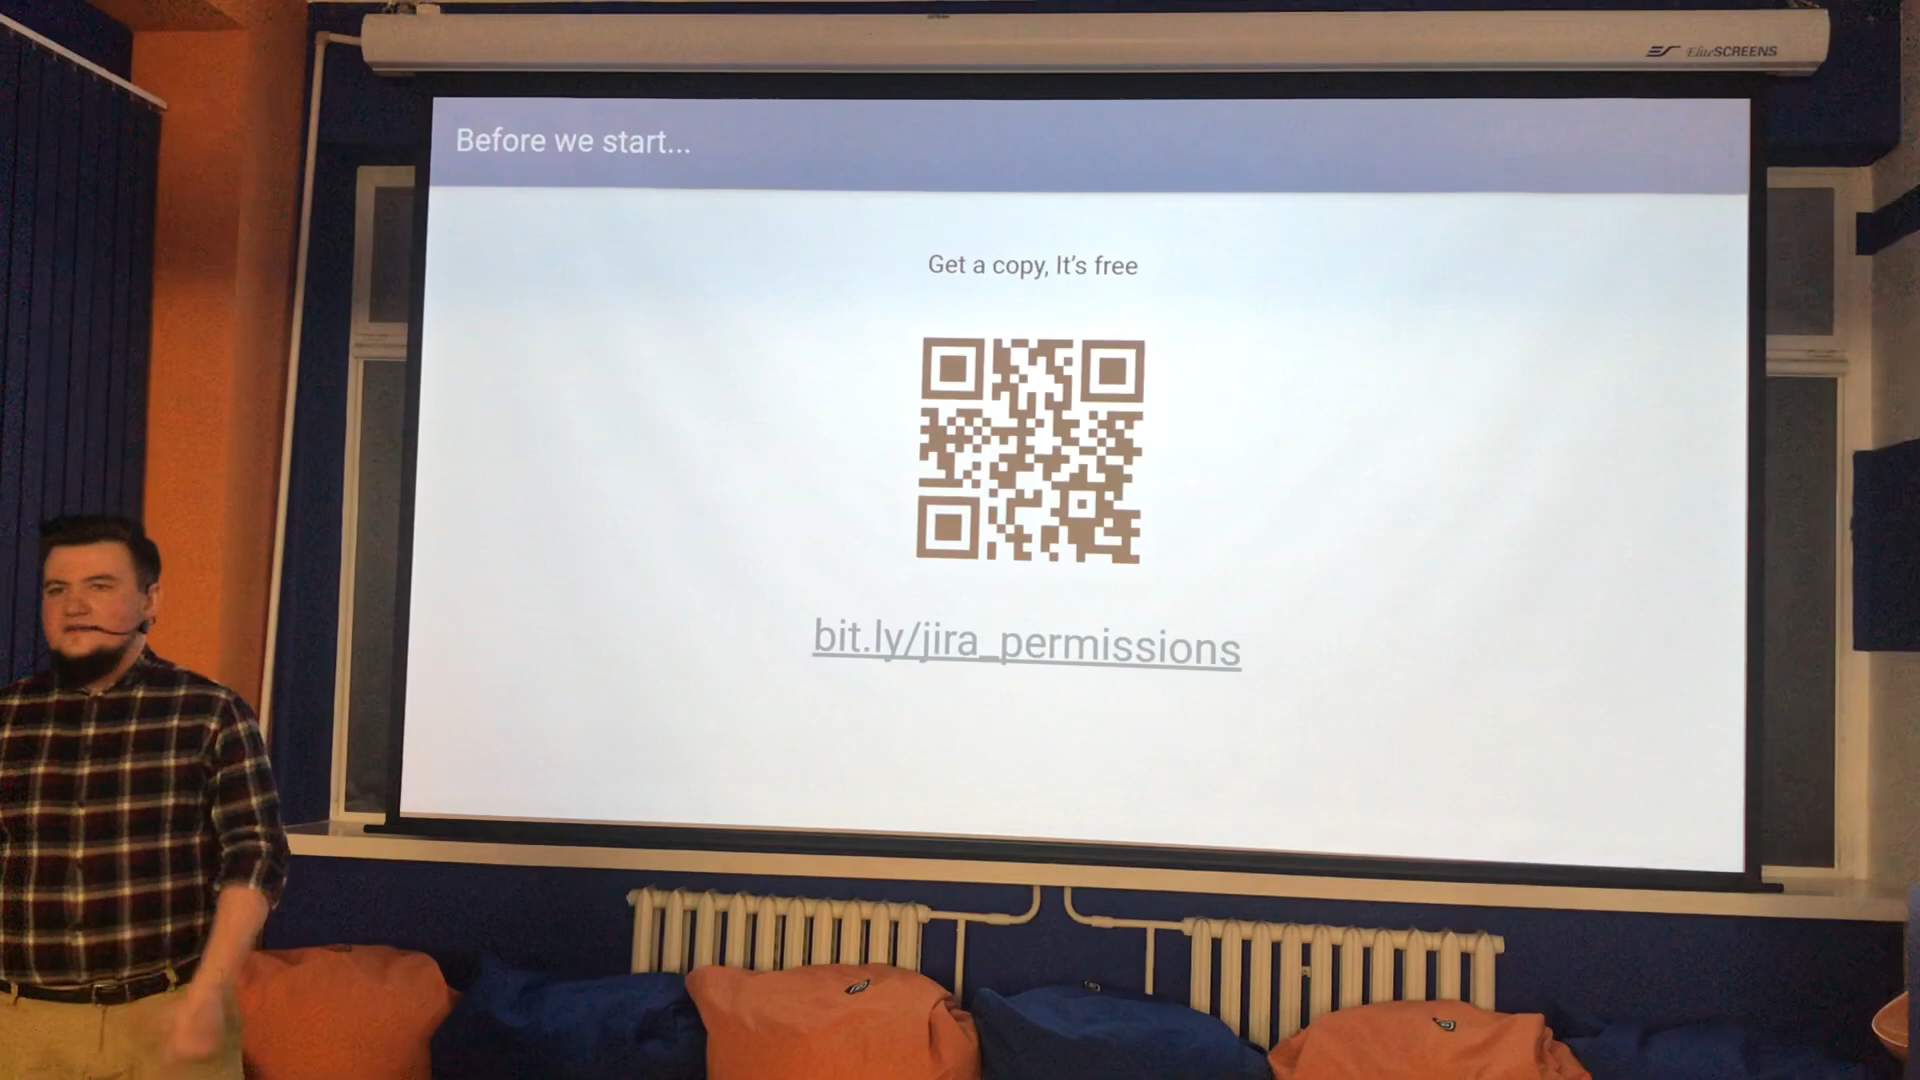 EliteSCREENS
Before we start...
Get a copy, It's free
bit.ly/jira_permissions